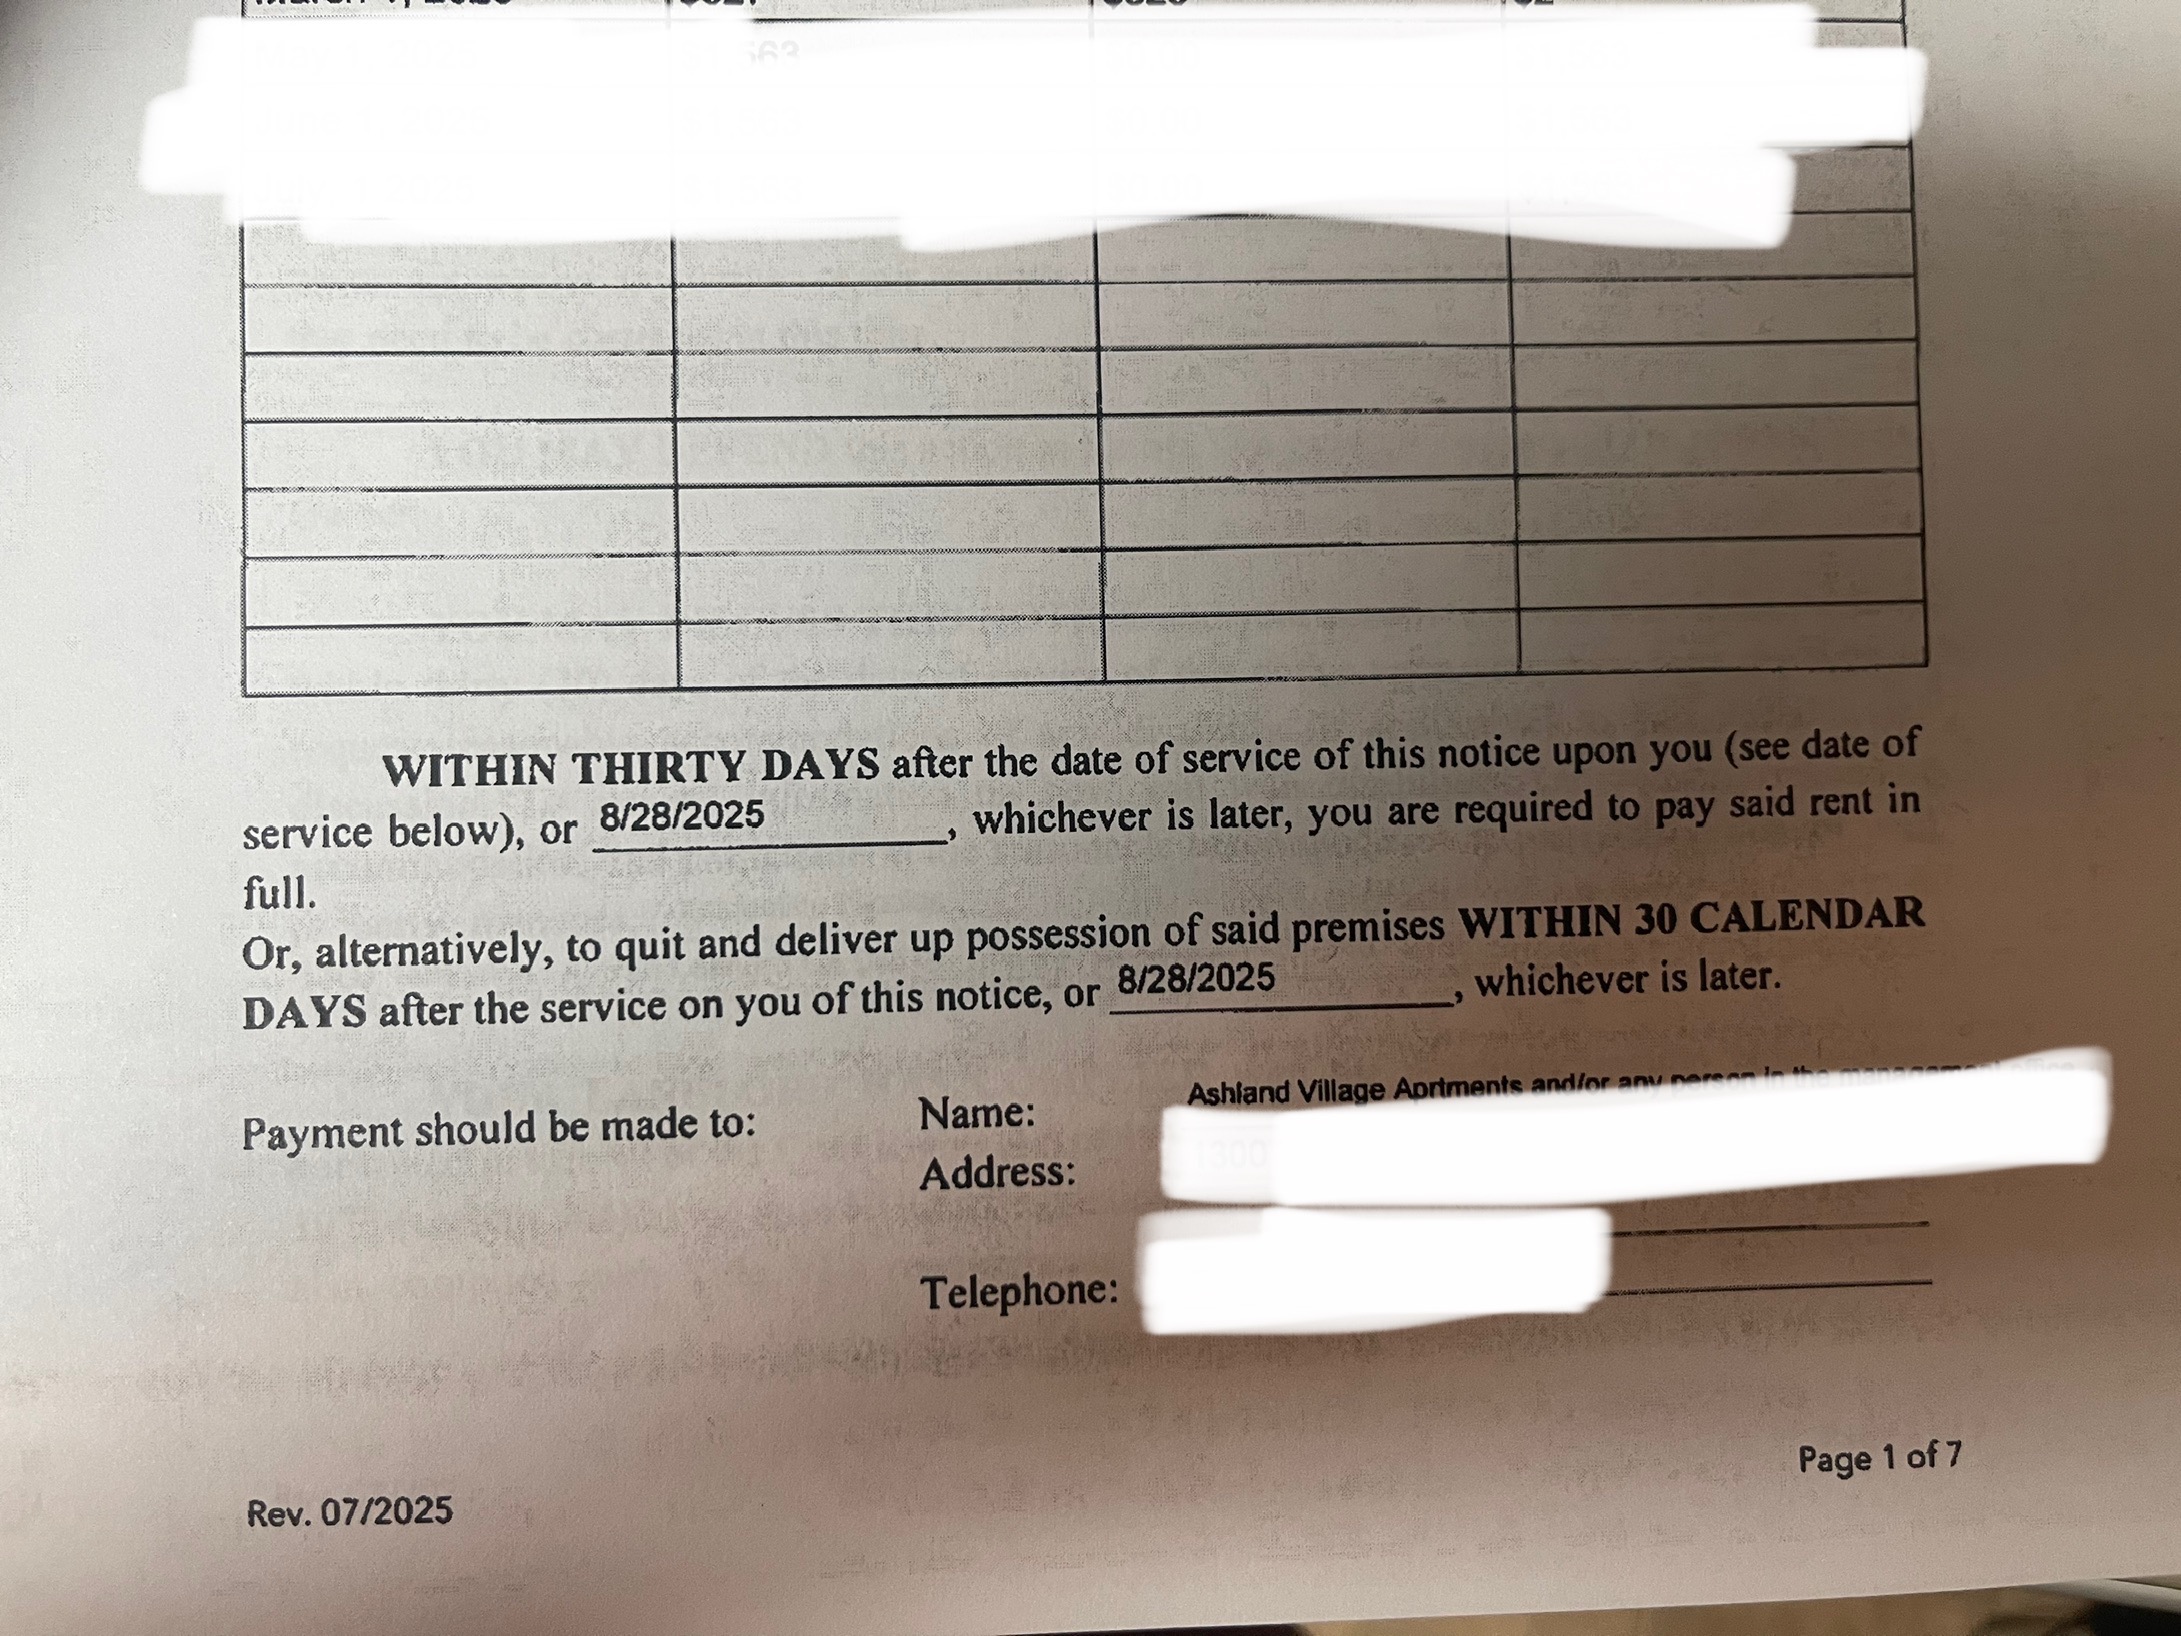 563
WITHIN THIRTY DAYS after the date of service of this notice upon you (see date of
service below), or 8/28/2025, whichever is later, you are required to pay said rent in
full.
Or, alternatively, to quit and deliver up possession of said premises WITHIN 30 CALENDAR
DAYS after the service on you of this notice, or 8/28/2025, whichever is later.
Payment should be made to:
Name: Ashland Village Aprtments and/or any person in the
Address:
Telephone:
Page 1 of 7
Rev. 07/2025